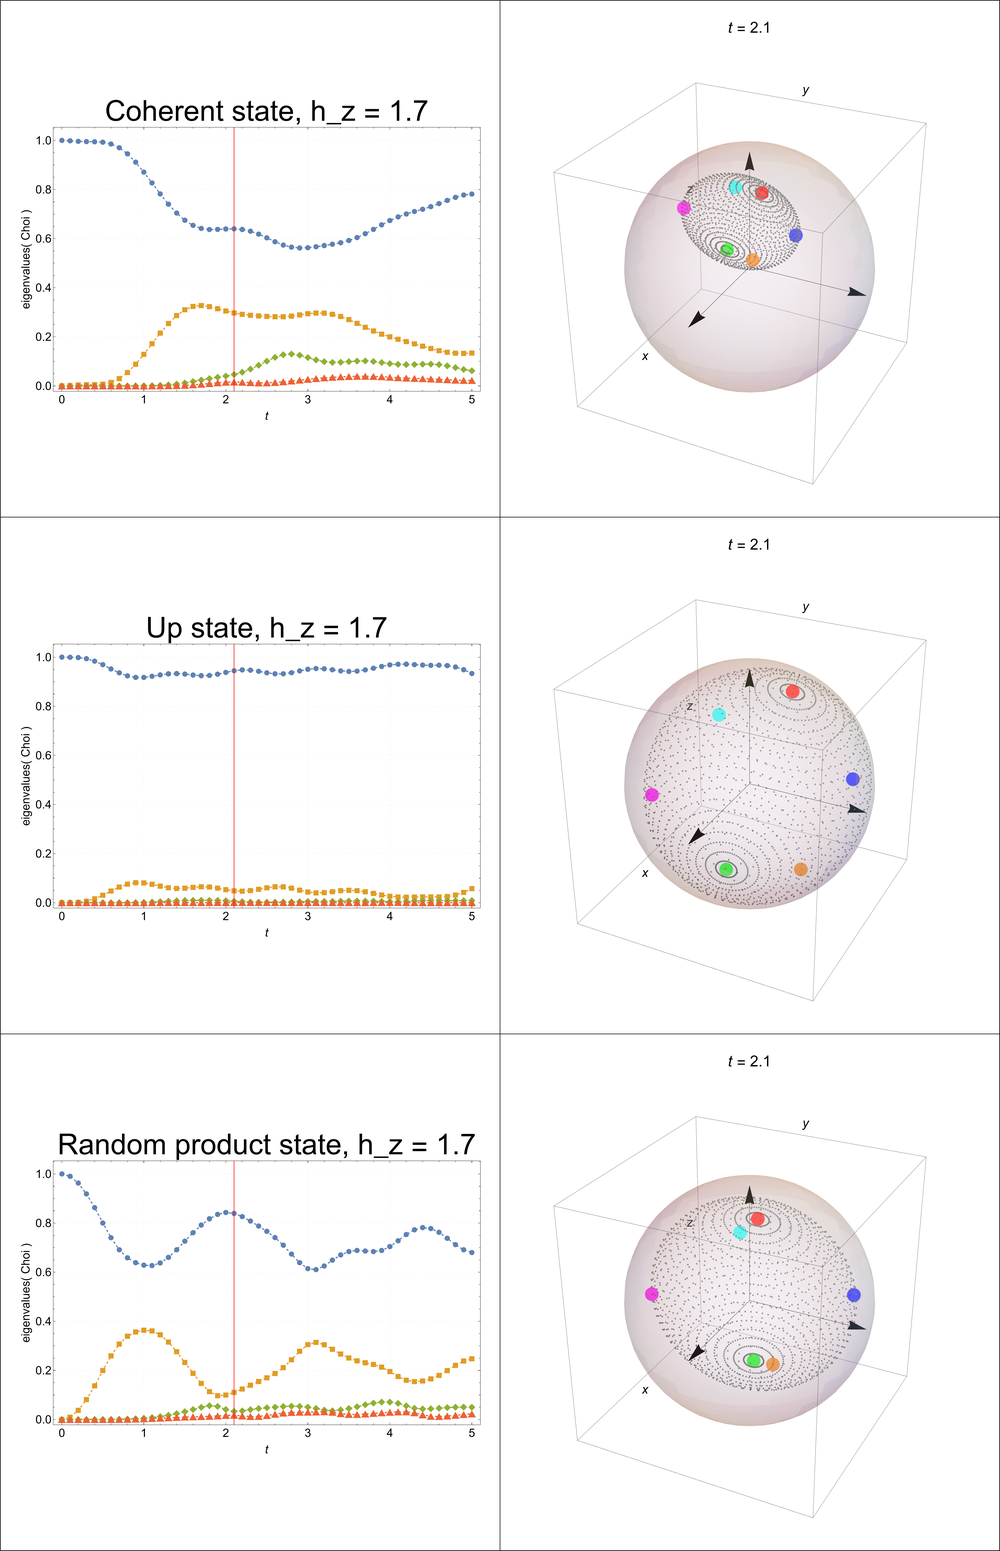 Coherent state, h_z = 1.7
eigenvalues( Choi )
1.0
0.8
0.6
0.4
0.2
0.0
0 1 2 3 4 5
t
t = 2.1
y
z
x
Up state, h_z = 1.7
eigenvalues( Choi )
1.0
0.8
0.6
0.4
0.2
0.0
0 1 2 3 4 5
t
t = 2.1
y
z
x
Random product state, h_z = 1.7
eigenvalues( Choi )
1.0
0.8
0.6
0.4
0.2
0.0
0 1 2 3 4 5
t
t = 2.1
y
z
x